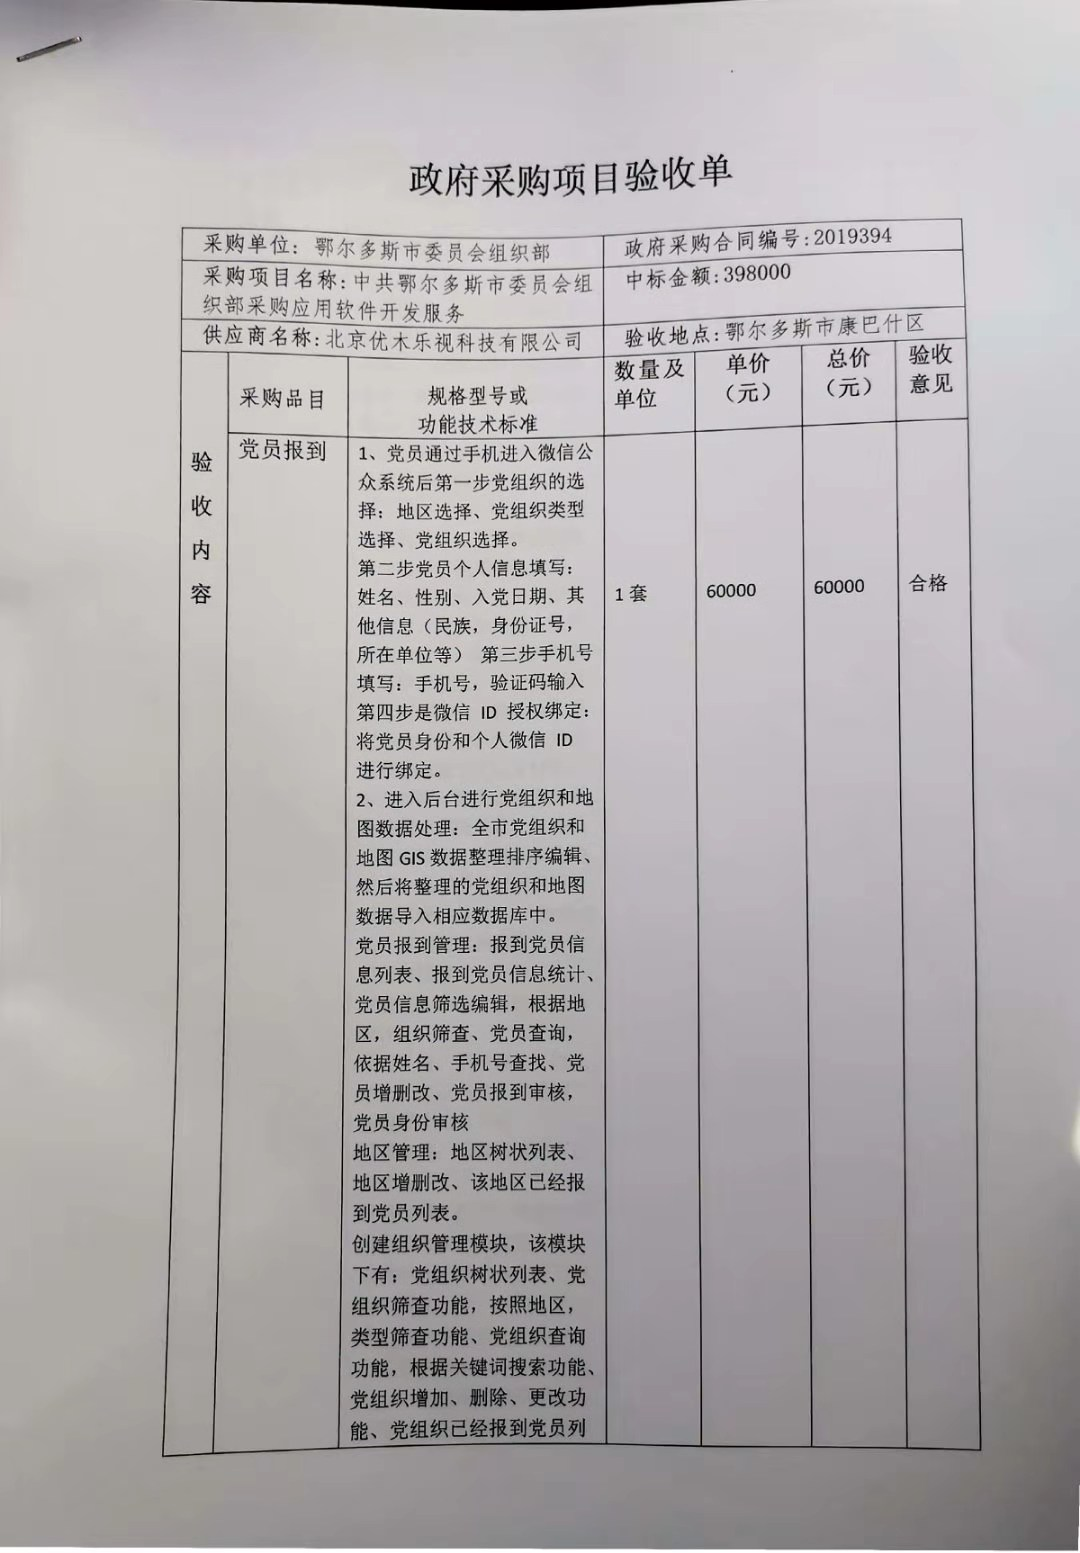 政府采购项目验收单
采购单位：鄂尔多斯市委员会组织部
政府采购合同编号:2019394
采购项目名称:中共鄂尔多斯市委员会组
织部采购应用软件开发服务
中标金额:398000
供应商名称:北京优木乐视科技有限公司
验收地点:鄂尔多斯市康巴什区
验
收
内
容
采购品目
规格型号或
功能技术标准
数量及
单位
单价
（元）
总价
（元）
验收
意见
党员报到
1、党员通过手机进入微信公
众系统后第一步党组织的选
择：地区选择、党组织类型
选择、党组织选择。
第二步党员个人信息填写：
姓名、性别、入党日期、其
他信息（民族，身份证号，
所在单位等） 第三步手机号
填写：手机号，验证码输入
第四步是微信 ID 授权绑定：
将党员身份和个人微信 ID
进行绑定。
2、进入后台进行党组织和地
图数据处理：全市党组织和
地图 GIS 数据整理排序编辑、
然后将整理的党组织和地图
数据导入相应数据库中。
党员报到管理：报到党员信
息列表、报到党员信息统计、
党员信息筛选编辑，根据地
区，组织筛查、党员查询，
依据姓名、手机号查找、党
员增删改、党员报到审核，
党员身份审核
地区管理：地区树状列表、
地区增删改、该地区已经报
到党员列表。
创建组织管理模块，该模块
下有：党组织树状列表、党
组织筛查功能，按照地区，
类型筛查功能、党组织查询
功能，根据关键词搜索功能、
党组织增加、删除、更改功
能、党组织已经报到党员列
1 套
60000
60000
合格